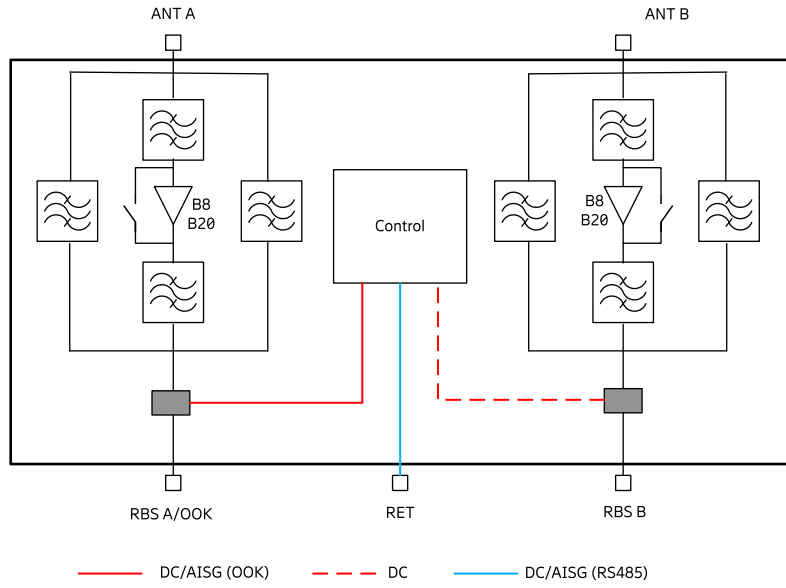 ANT A
ANT B
B8
B20
Control
B8
B20
RBS A/OOK
RET
RBS B
DC/AISG (OOK)
DC
DC/AISG (RS485)